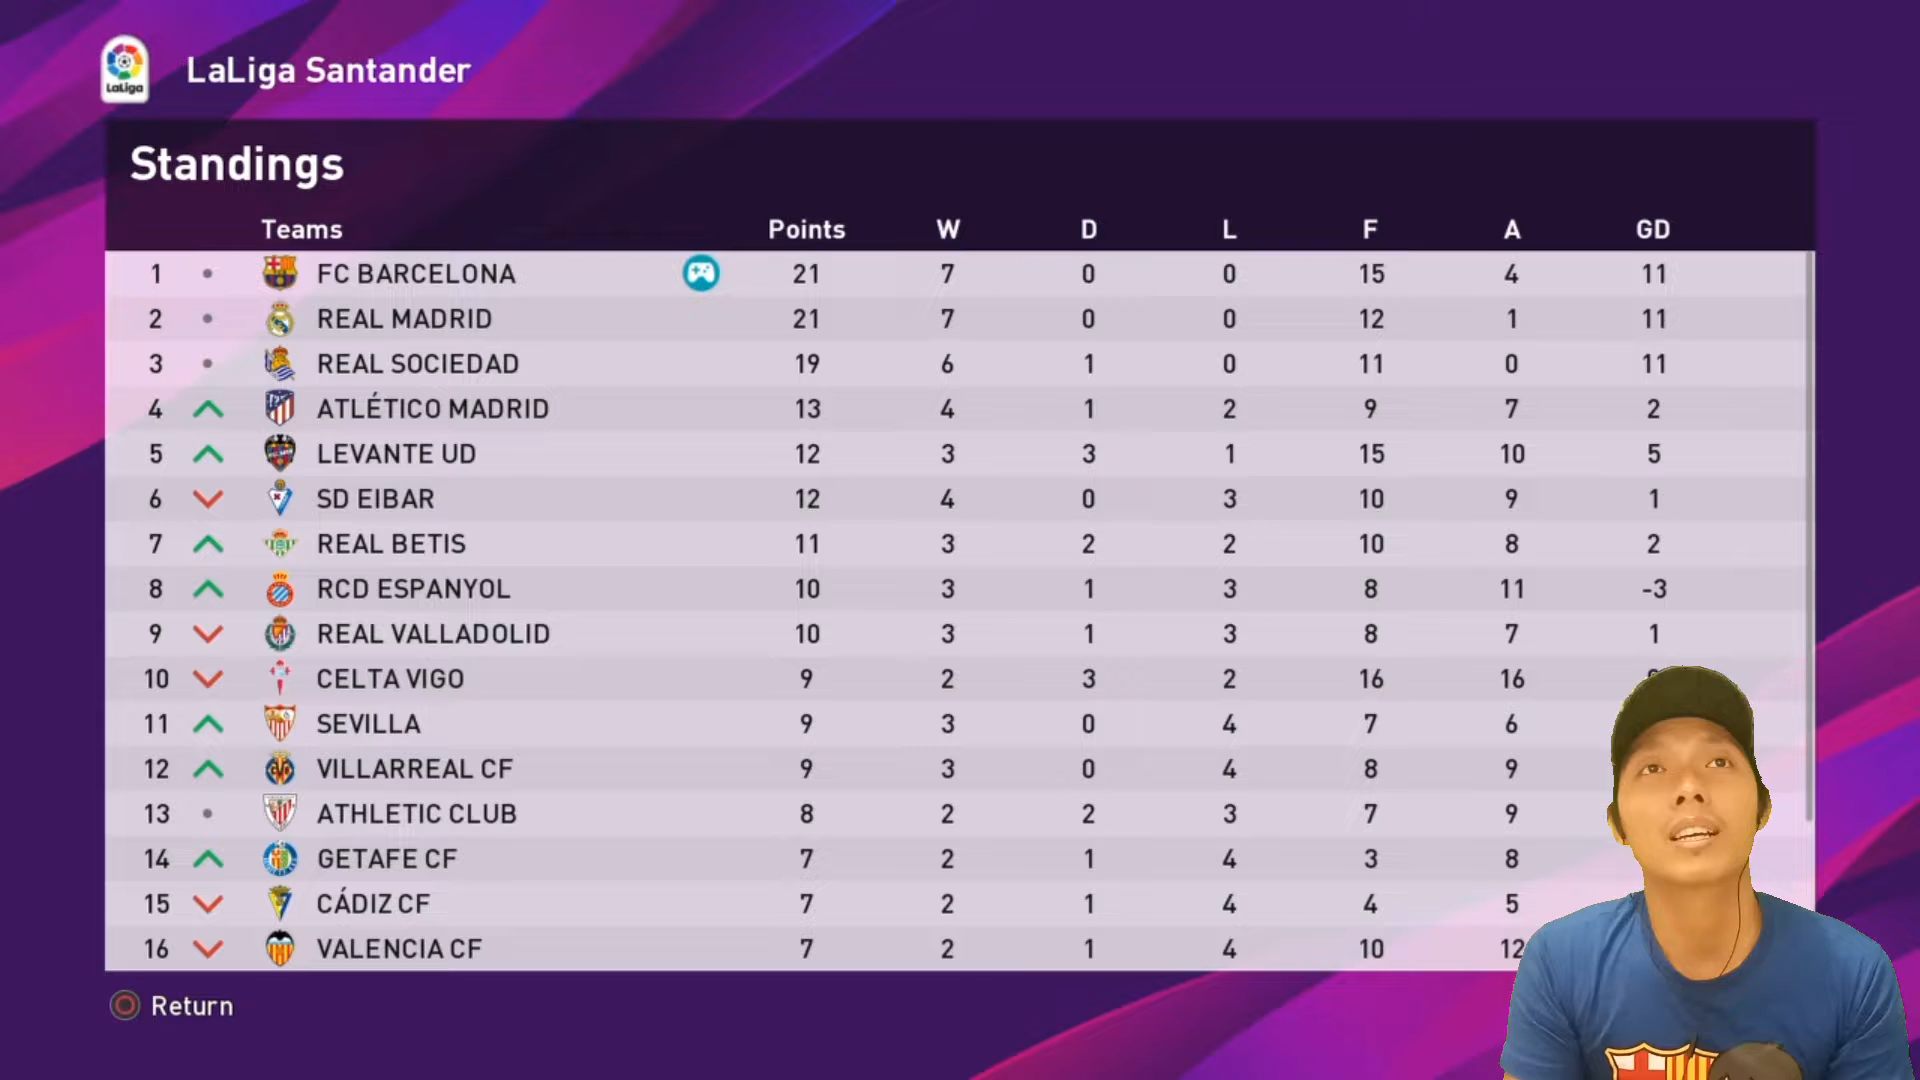 LaLiga
LaLiga Santander
Standings
Teams Points W D L F A GD
1 FC BARCELONA 21 7 0 0 15 4 11
2 REAL MADRID 21 7 0 0 12 1 11
3 REAL SOCIEDAD 19 6 1 0 11 0 11
4 ATLÉTICO MADRID 13 4 1 2 9 7 2
5 LEVANTE UD 12 3 3 1 15 10 5
6 SD EIBAR 12 4 0 3 10 9 1
7 REAL BETIS 11 3 2 2 10 8 2
8 RCD ESPANYOL 10 3 1 3 8 11 -3
9 REAL VALLADOLID 10 3 1 3 8 7 1
10 CELTA VIGO 9 2 3 2 16 16
11 SEVILLA 9 3 0 4 7 6
12 VILLARREAL CF 9 3 0 4 8 9
13 ATHLETIC CLUB 8 2 2 3 7 9
14 GETAFE CF 7 2 1 4 3 8
15 CÁDIZ CF 7 2 1 4 4 5
16 VALENCIA CF 7 2 1 4 10 12
Return